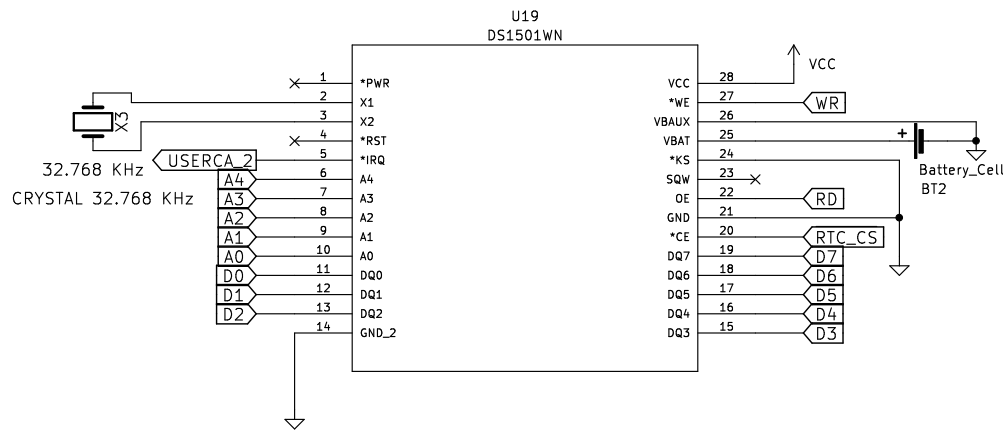 U19
DS1501WN
1 *PWR
2 X1
3 X2
4 *RST
5 *IRQ
6 A4
7 A3
8 A2
9 A1
10 A0
11 DQ0
12 DQ1
13 DQ2
14 GND_2
VCC 28
*WE 27
VBAUX 26
VBAT 25
*KS 24
SQW 23
OE 22
GND 21
*CE 20
DQ7 19
DQ6 18
DQ5 17
DQ4 16
DQ3 15
X3
32.768 KHz
CRYSTAL 32.768 KHz
USERCA_2
A4
A3
A2
A1
A0
D0
D1
D2
VCC
WR
+
Battery_Cell
BT2
RD
RTC_CS
D7
D6
D5
D4
D3